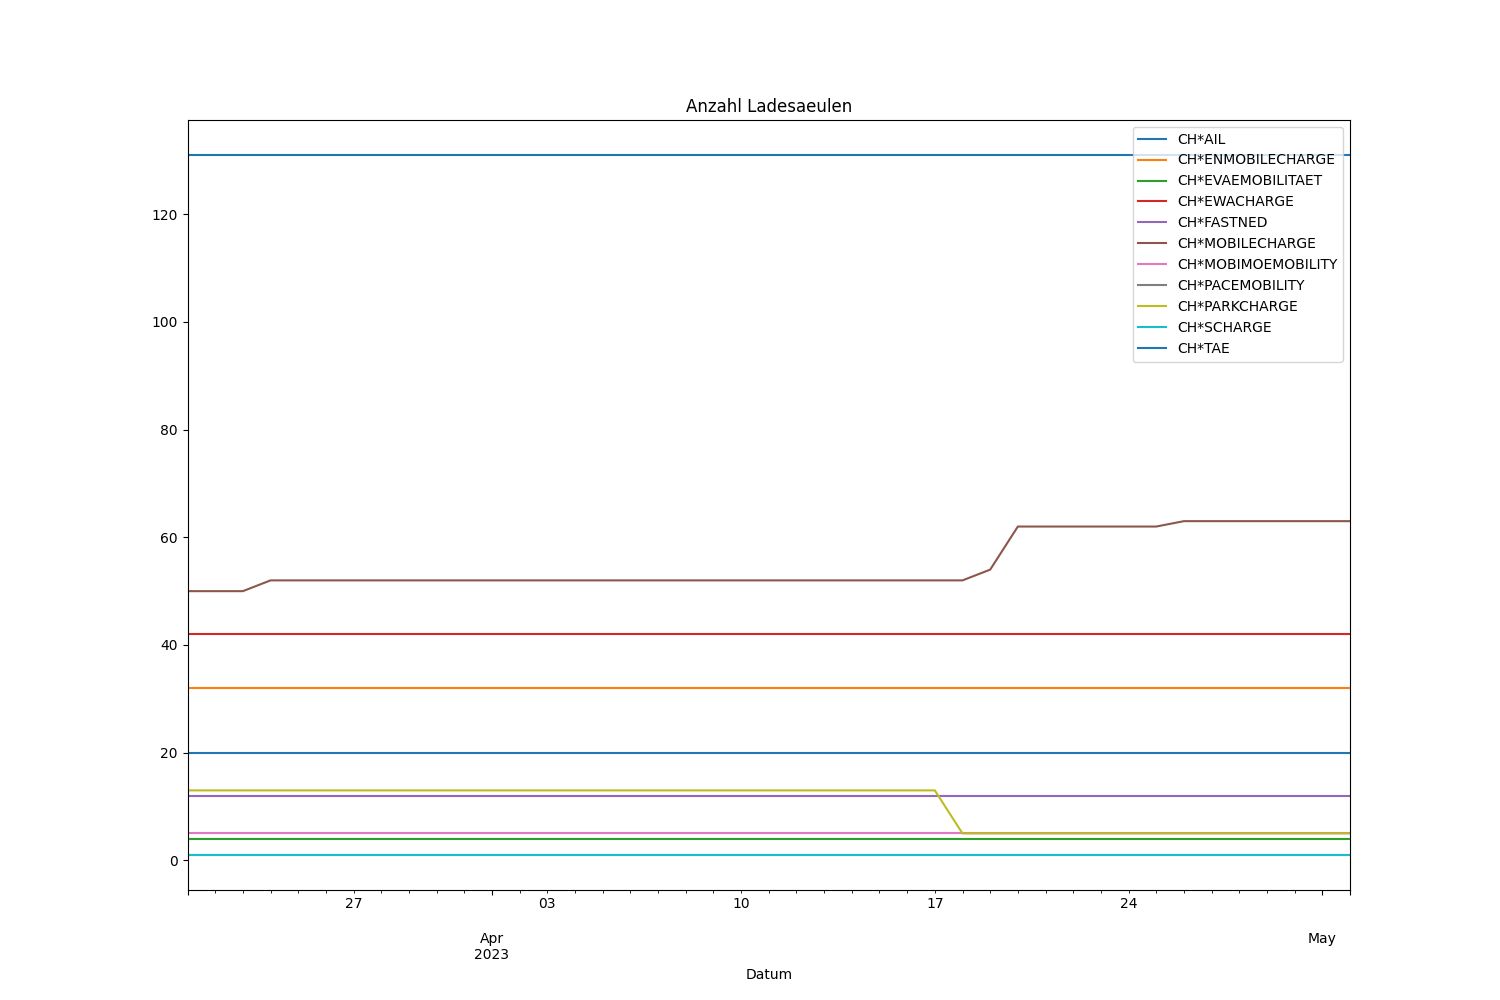 Anzahl Ladesaeulen
CH*AIL
CH*ENMOBILECHARGE
CH*EVAEMOBILITAET
CH*EWACHARGE
CH*FASTNED
CH*MOBILECHARGE
CH*MOBIMOEMOBILITY
CH*PACEMOBILITY
CH*PARKCHARGE
CH*SCHARGE
CH*TAE
120
100
80
60
40
20
0
27 03 10 17 24
Apr May
2023
Datum